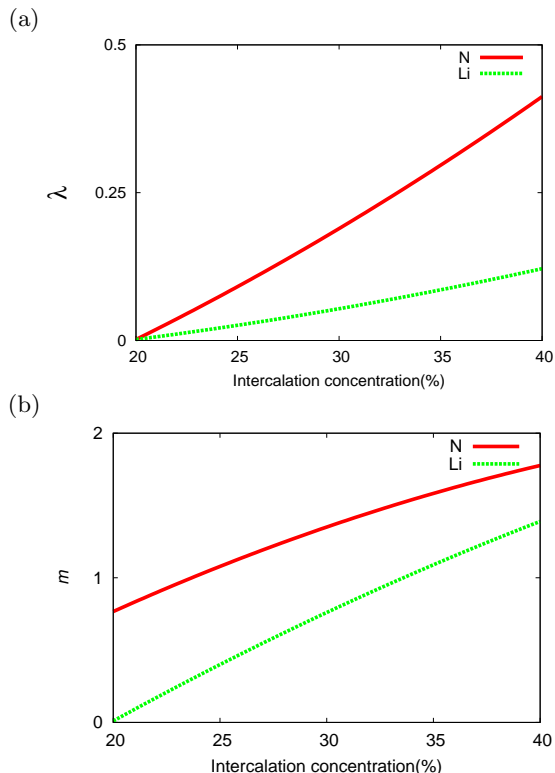 (a)
0.5
N
Li
0.25
λ
0
20 25 30 35 40
Intercalation concentration(%)
(b)
2
N
Li
1
m
0
20 25 30 35 40
Intercalation concentration(%)